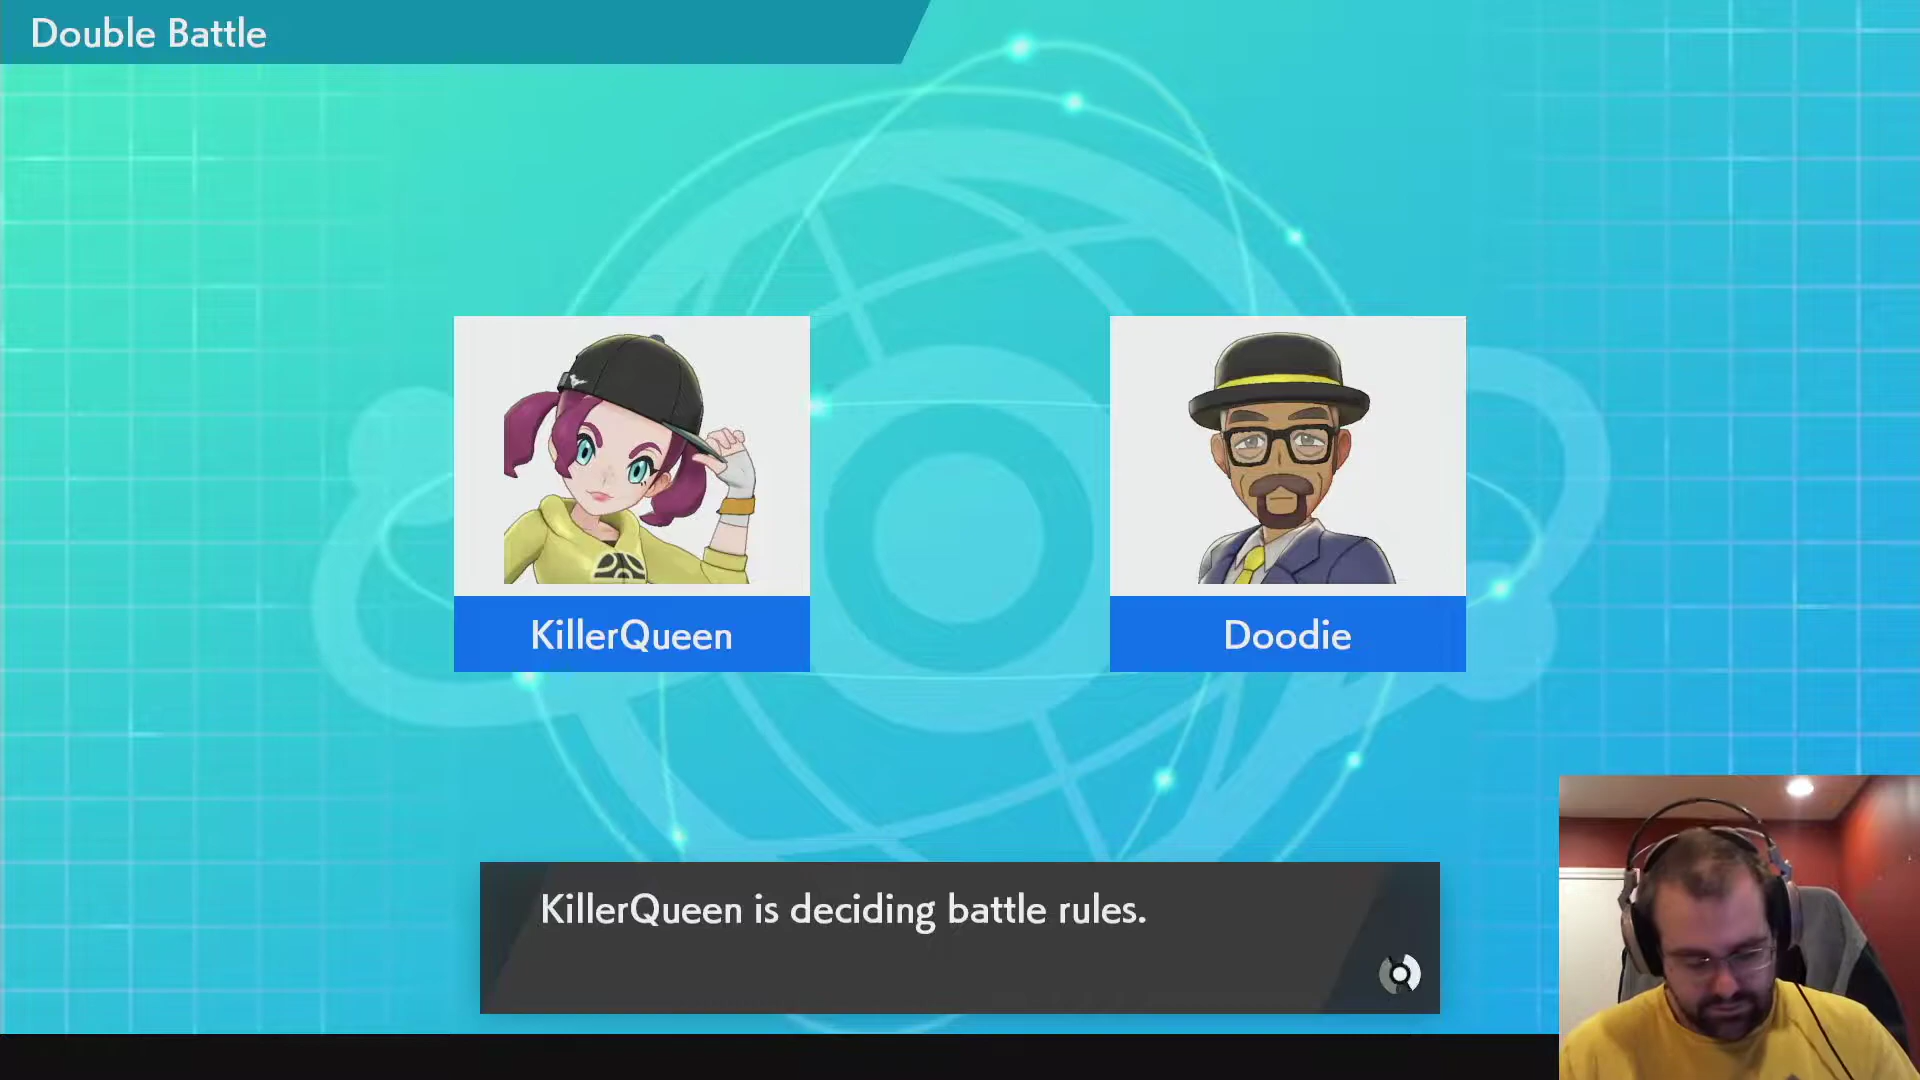 Double Battle
KillerQueen
Doodie
KillerQueen is deciding battle rules.